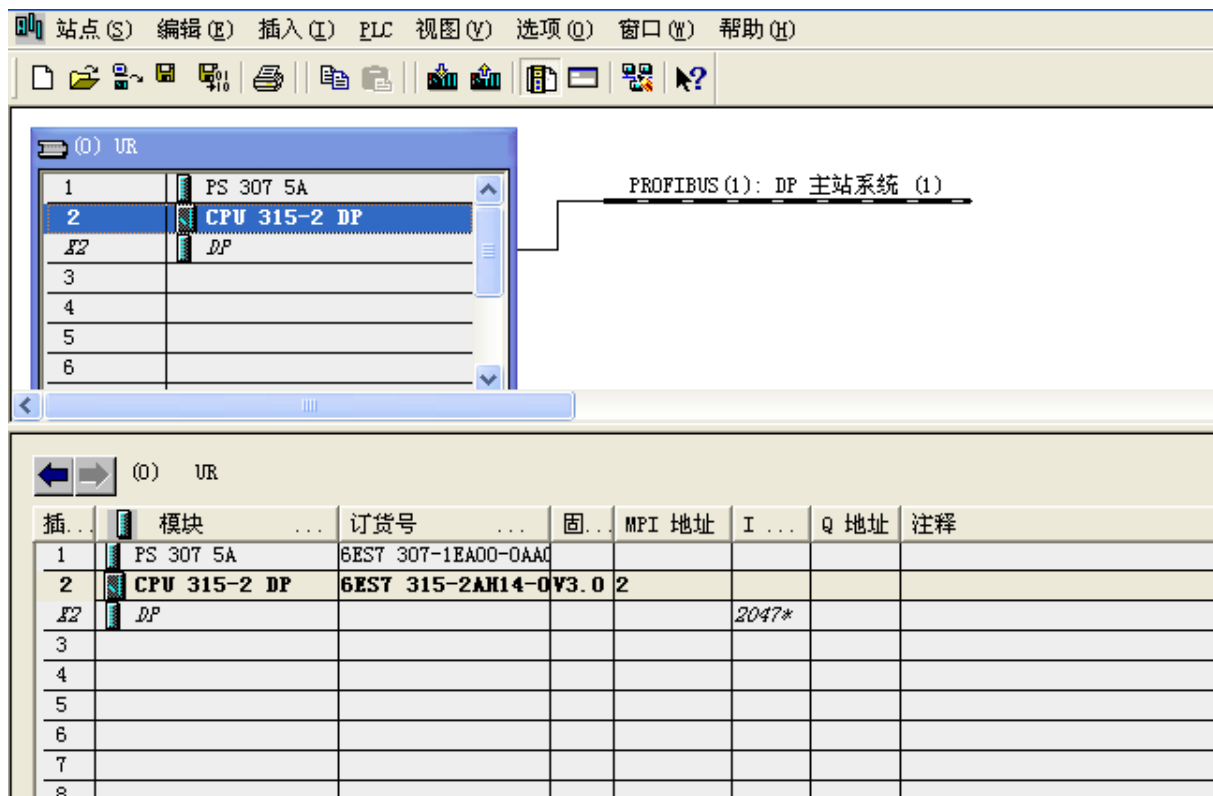 站点(S) 编辑(E) 插入(I) PLC 视图(V) 选项(O) 窗口(W) 帮助(H)
(0) UR
1 PS 307 5A
2 CPU 315-2 DP
X2 DP
3
4
5
6
PROFIBUS(1): DP 主站系统 (1)
(0) UR
插... 模块 ... 订货号 ... 固... MPI 地址 I ... Q 地址 注释
1 PS 307 5A 6ES7 307-1EA00-0AA0
2 CPU 315-2 DP 6ES7 315-2AH14-0 V3.0 2
X2 DP 2047*
3
4
5
6
7
8